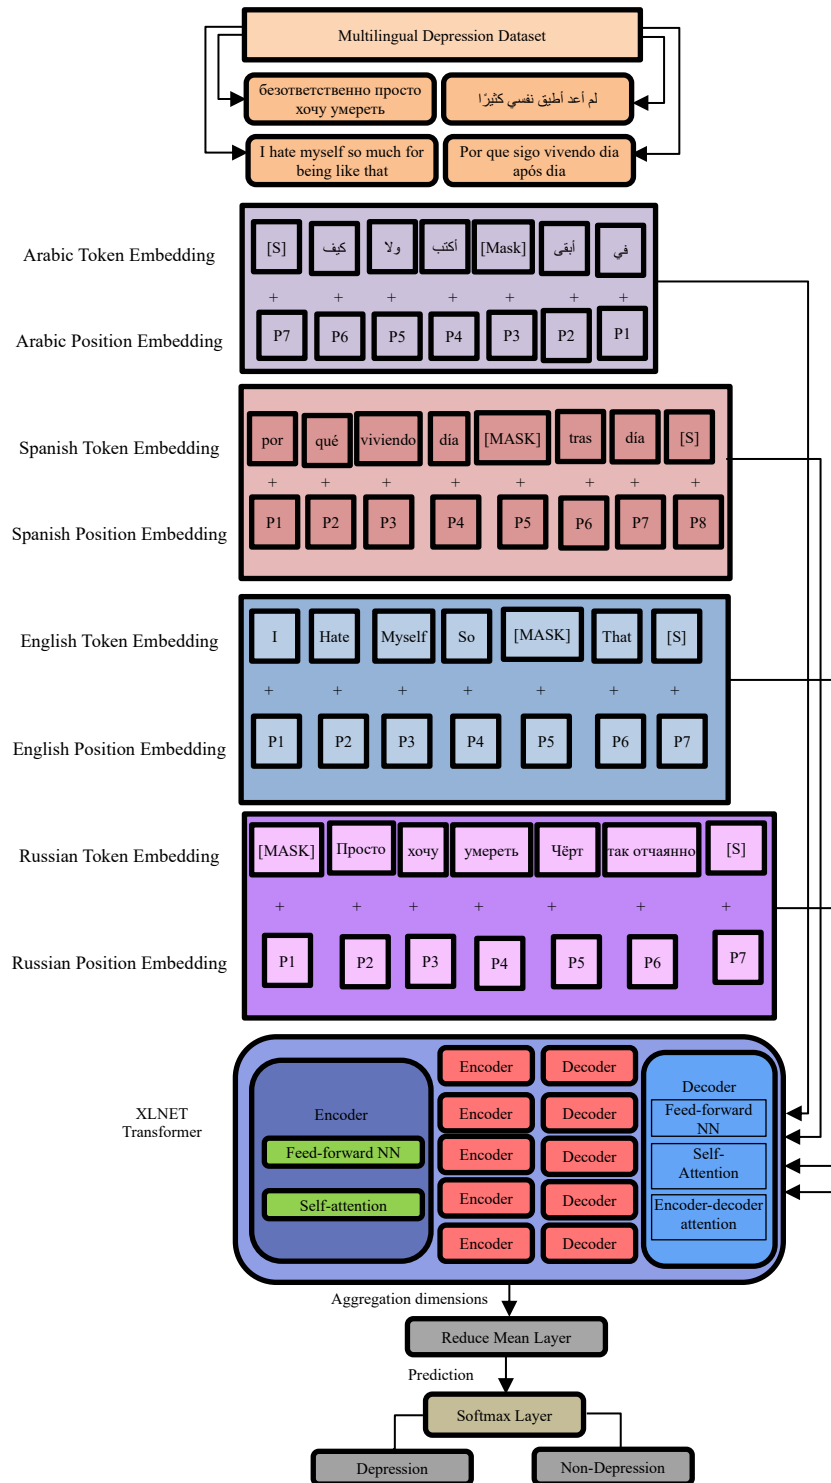 Multilingual Depression Dataset
безответственно просто
хочу умереть
لم أعد أطيق نفسي كثيرًا
I hate myself so much for
being like that
Por que sigo vivendo dia
após dia
Arabic Token Embedding
[S] كيف ولا أكتب [Mask] أبقى في
+ + + + + + +
Arabic Position Embedding
P7 P6 P5 P4 P3 P2 P1
Spanish Token Embedding
por qué viviendo día [MASK] tras día [S]
+ + + + + + + +
Spanish Position Embedding
P1 P2 P3 P4 P5 P6 P7 P8
English Token Embedding
I Hate Myself So [MASK] That [S]
+ + + + + + +
English Position Embedding
P1 P2 P3 P4 P5 P6 P7
Russian Token Embedding
[MASK] Просто хочу умереть Чёрт так отчаянно [S]
+ + + + + + +
Russian Position Embedding
P1 P2 P3 P4 P5 P6 P7
XLNET
Transformer
Encoder
Feed-forward NN
Self-attention
Encoder Decoder
Encoder Decoder
Encoder Decoder
Encoder Decoder
Encoder Decoder
Decoder
Feed-forward
NN
Self-
Attention
Encoder-decoder
attention
Aggregation dimensions
Reduce Mean Layer
Prediction
Softmax Layer
Depression
Non-Depression